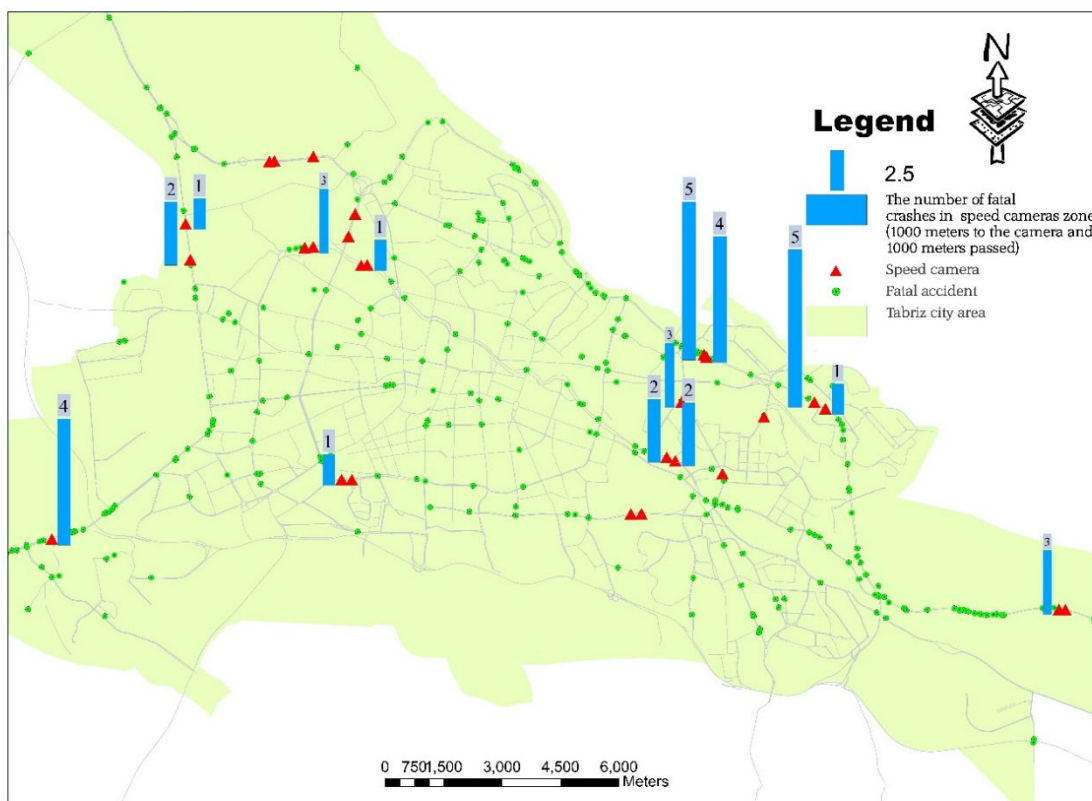 N
Legend
2.5
The number of fatal
crashes in speed cameras zone
(1000 meters to the camera and
1000 meters passed)
Speed camera
Fatal accident
Tabriz city area
2
1
3
1
5
4
5
3
1
2
2
4
1
3
0 750 1,500 3,000 4,500 6,000
Meters